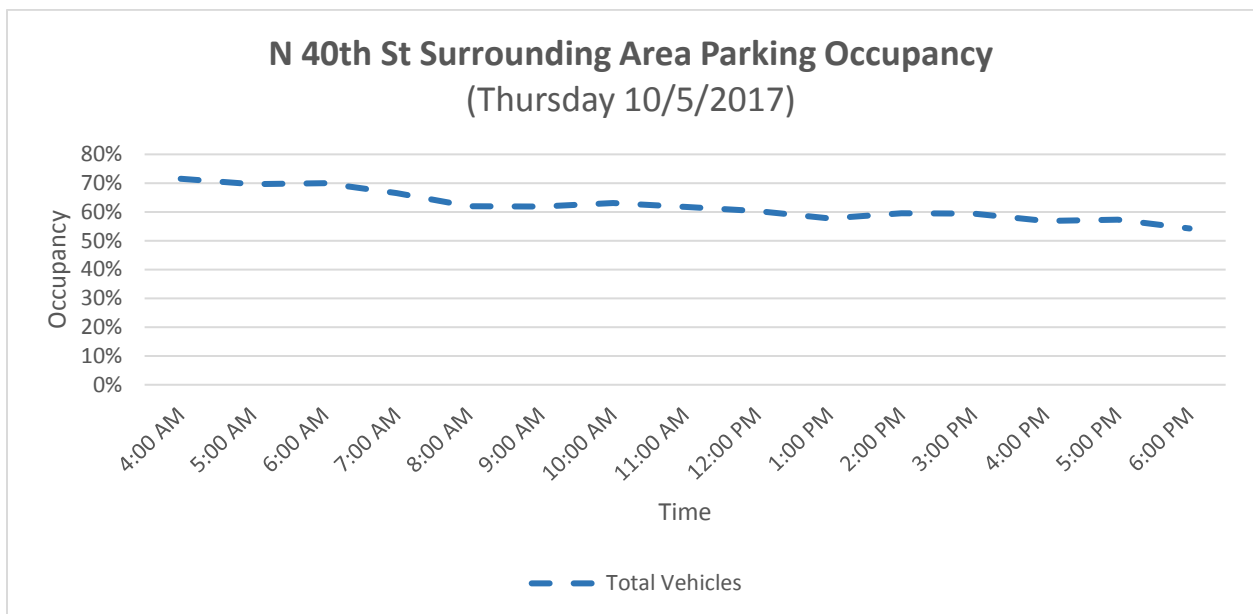 N 40th St Surrounding Area Parking Occupancy
(Thursday 10/5/2017)
Occupancy
80%
70%
60%
50%
40%
30%
20%
10%
0%
4:00 AM
5:00 AM
6:00 AM
7:00 AM
8:00 AM
9:00 AM
10:00 AM
11:00 AM
12:00 PM
1:00 PM
2:00 PM
3:00 PM
4:00 PM
5:00 PM
6:00 PM
Time
Total Vehicles